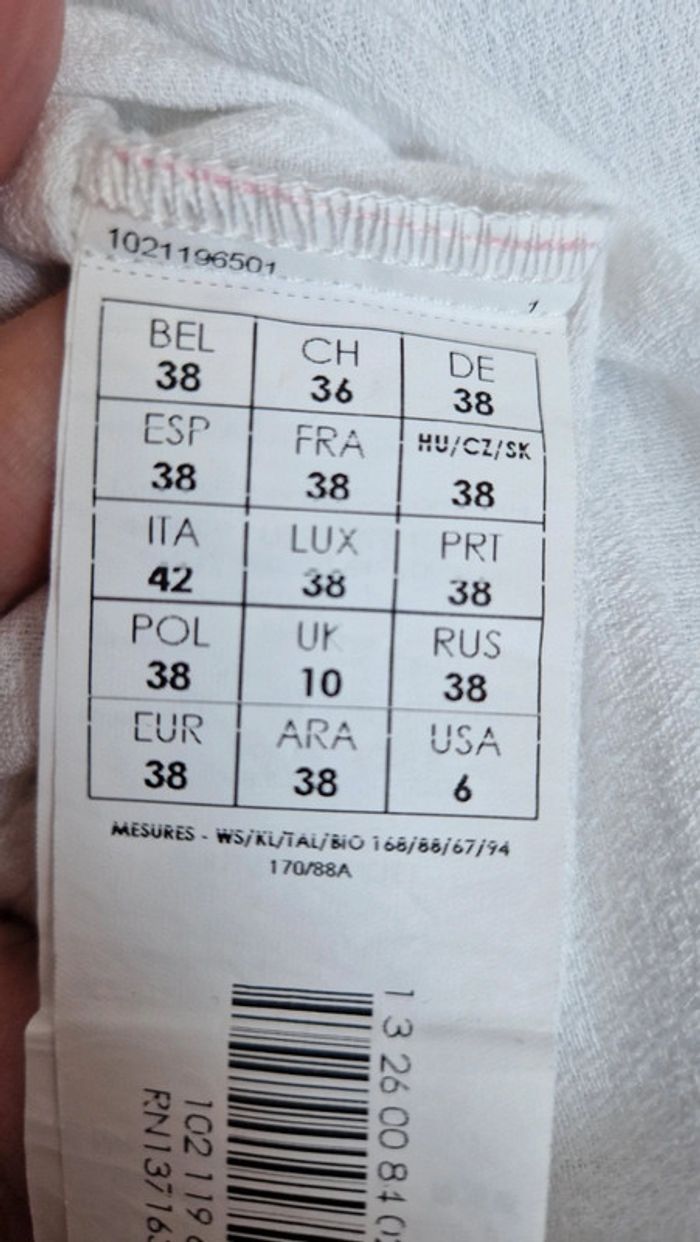 1021196501
1
BEL CH DE
38 36 38
ESP FRA HU/CZ/SK
38 38 38
ITA LUX PRT
42 38 38
POL UK RUS
38 10 38
EUR ARA USA
38 38 6
MESURES - WS/KL/TAL/BIO 168/88/67/94
170/88A
1 3 26 00 84 0
102 119
RN13716